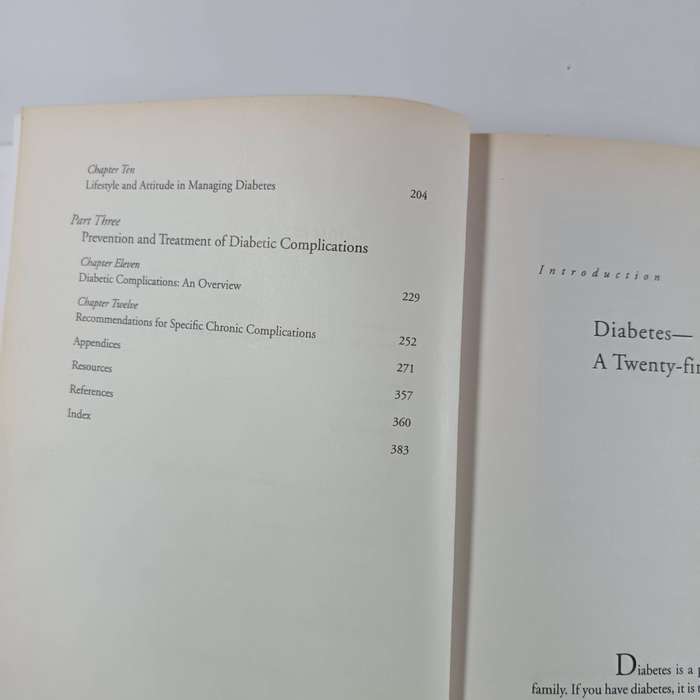 Chapter Ten
Lifestyle and Attitude in Managing Diabetes 204
Part Three
Prevention and Treatment of Diabetic Complications
Chapter Eleven
Diabetic Complications: An Overview 229
Chapter Twelve
Recommendations for Specific Chronic Complications 252
Appendices 271
Resources 357
References 360
Index 383
Introduction
Diabetes—
A
Diabetes is a
family. If you have diabetes, it is